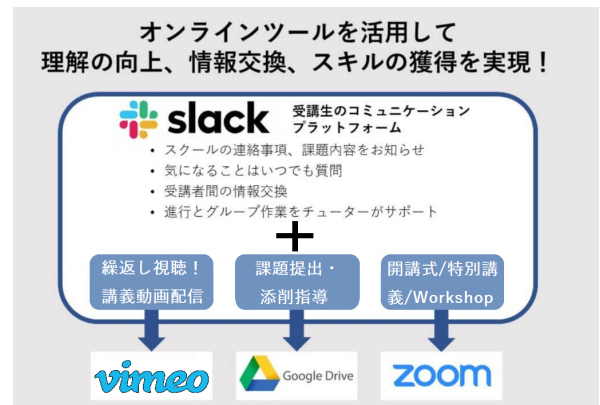 オンラインツールを活用して
理解の向上、情報交換、スキルの獲得を実現！
slack
受講生のコミュニケーション
プラットフォーム
• スクールの連絡事項、課題内容をお知らせ
• 気になることはいつでも質問
• 受講者間の情報交換
• 進行とグループ作業をチューターがサポート
+
繰返し視聴！
講義動画配信
課題提出・
添削指導
開講式/特別講
義/Workshop
vimeo
Google Drive
zoom